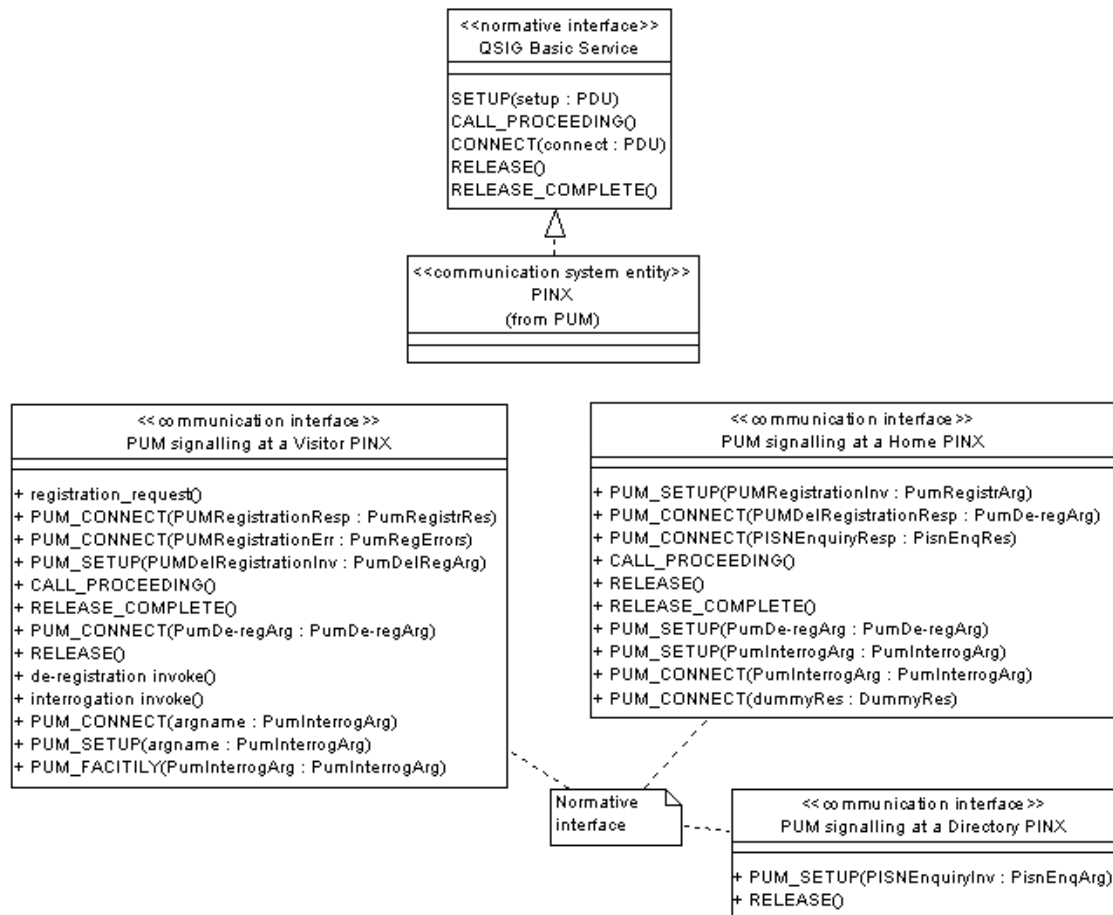 <<normative interface>>
QSIG Basic Service
SETUP(setup : PDU)
CALL_PROCEEDING()
CONNECT(connect : PDU)
RELEASE()
RELEASE_COMPLETE()
<<communication system entity>>
PINX
(from PUM)
<<communication interface>>
PUM signalling at a Visitor PINX
+ registration_request()
+ PUM_CONNECT(PUMRegistrationResp : PumRegistrRes)
+ PUM_CONNECT(PUMRegistrationErr : PumRegErrors)
+ PUM_SETUP(PUMDelRegistrationInv : PumDelRegArg)
+ CALL_PROCEEDING()
+ RELEASE_COMPLETE()
+ PUM_CONNECT(PumDe-regArg : PumDe-regArg)
+ RELEASE()
+ de-registration invoke()
+ interrogation invoke()
+ PUM_CONNECT(argname : PumInterrogArg)
+ PUM_SETUP(argname : PumInterrogArg)
+ PUM_FACITILY(PumInterrogArg : PumInterrogArg)
<<communication interface>>
PUM signalling at a Home PINX
+ PUM_SETUP(PUMRegistrationInv : PumRegistrArg)
+ PUM_CONNECT(PUMDelRegistrationResp : PumDe-regArg)
+ PUM_CONNECT(PISNEnquiryResp : PisnEnqRes)
+ CALL_PROCEEDING()
+ RELEASE()
+ RELEASE_COMPLETE()
+ PUM_SETUP(PumDe-regArg : PumDe-regArg)
+ PUM_SETUP(PumInterrogArg : PumInterrogArg)
+ PUM_CONNECT(PumInterrogArg : PumInterrogArg)
+ PUM_CONNECT(dummyRes : DummyRes)
Normative
interface
<<communication interface>>
PUM signalling at a Directory PINX
+ PUM_SETUP(PISNEnquiryInv : PisnEnqArg)
+ RELEASE()